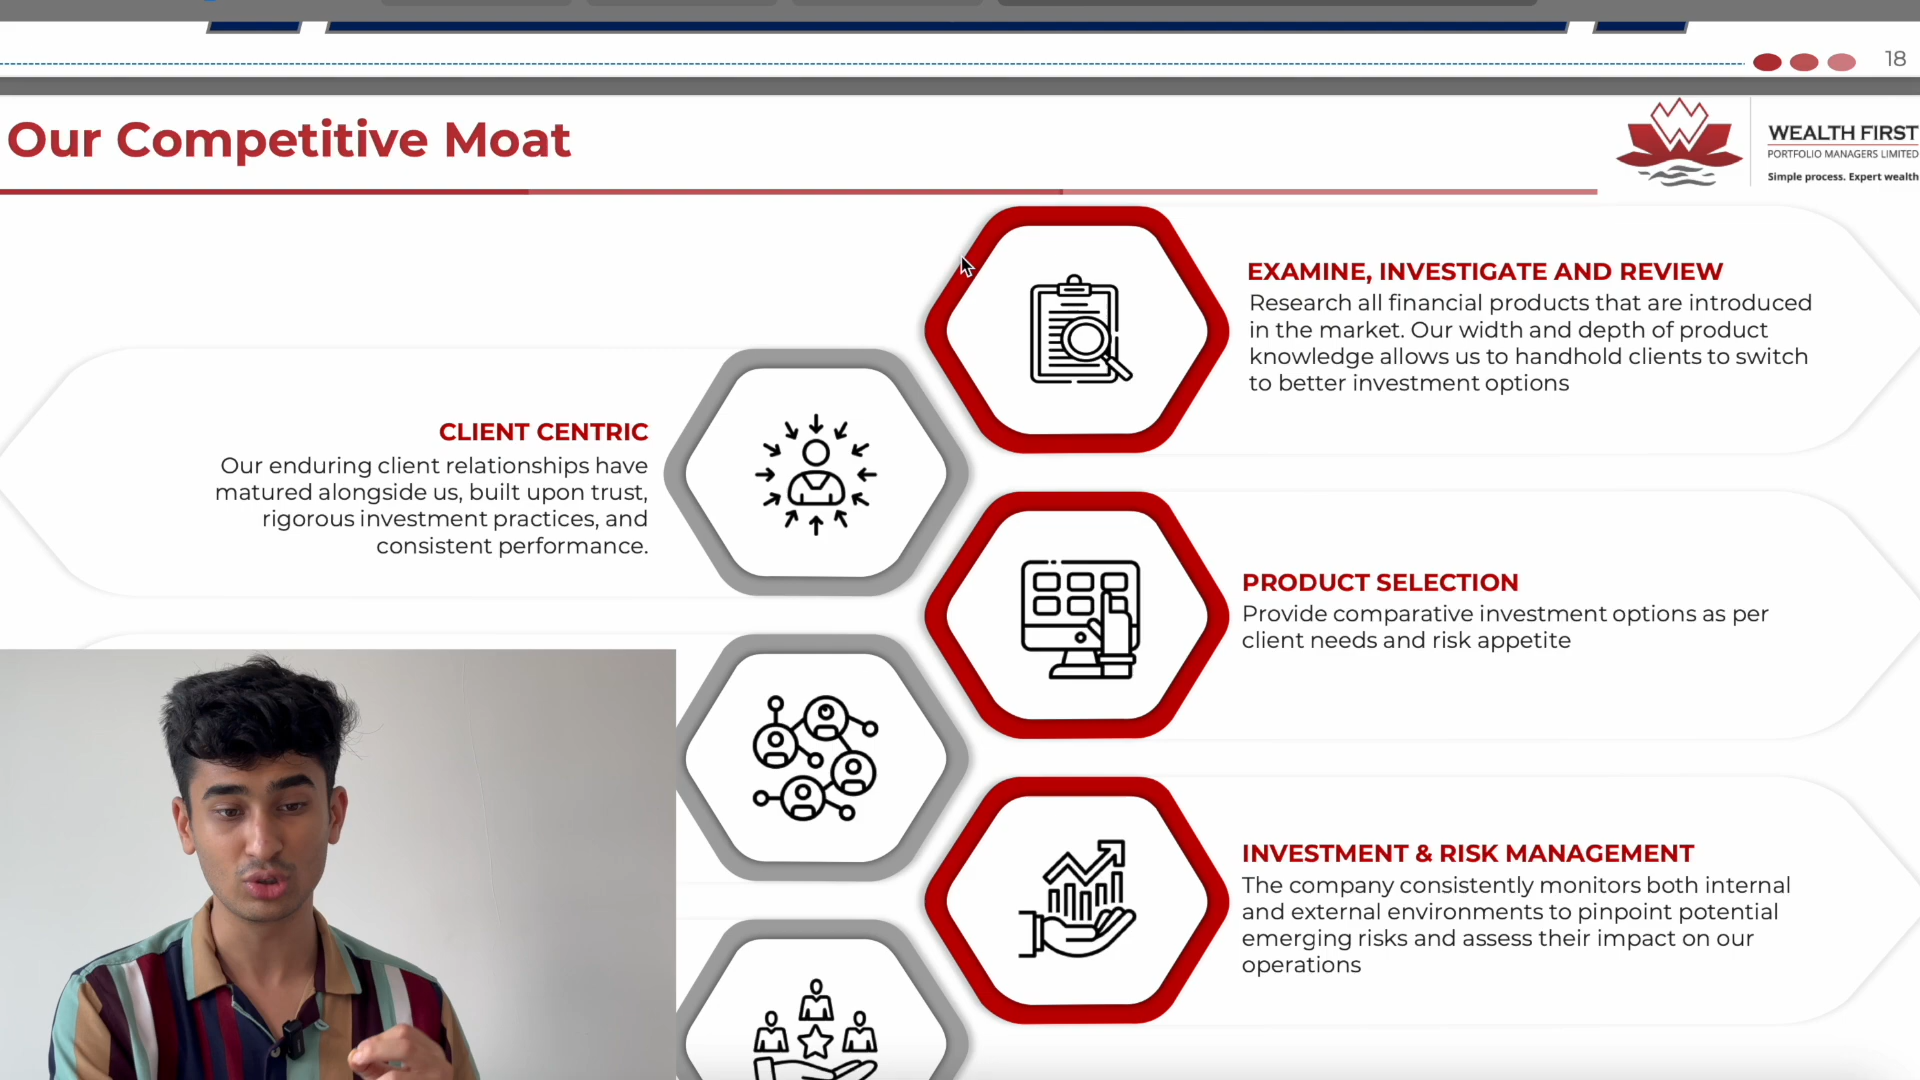 18
Our Competitive Moat
WEALTH FIRST
PORTFOLIO MANAGERS LIMITED
Simple process. Expert wealth
EXAMINE, INVESTIGATE AND REVIEW
Research all financial products that are introduced
in the market. Our width and depth of product
knowledge allows us to handhold clients to switch
to better investment options
CLIENT CENTRIC
Our enduring client relationships have
matured alongside us, built upon trust,
rigorous investment practices, and
consistent performance.
PRODUCT SELECTION
Provide comparative investment options as per
client needs and risk appetite
INVESTMENT & RISK MANAGEMENT
The company consistently monitors both internal
and external environments to pinpoint potential
emerging risks and assess their impact on our
operations